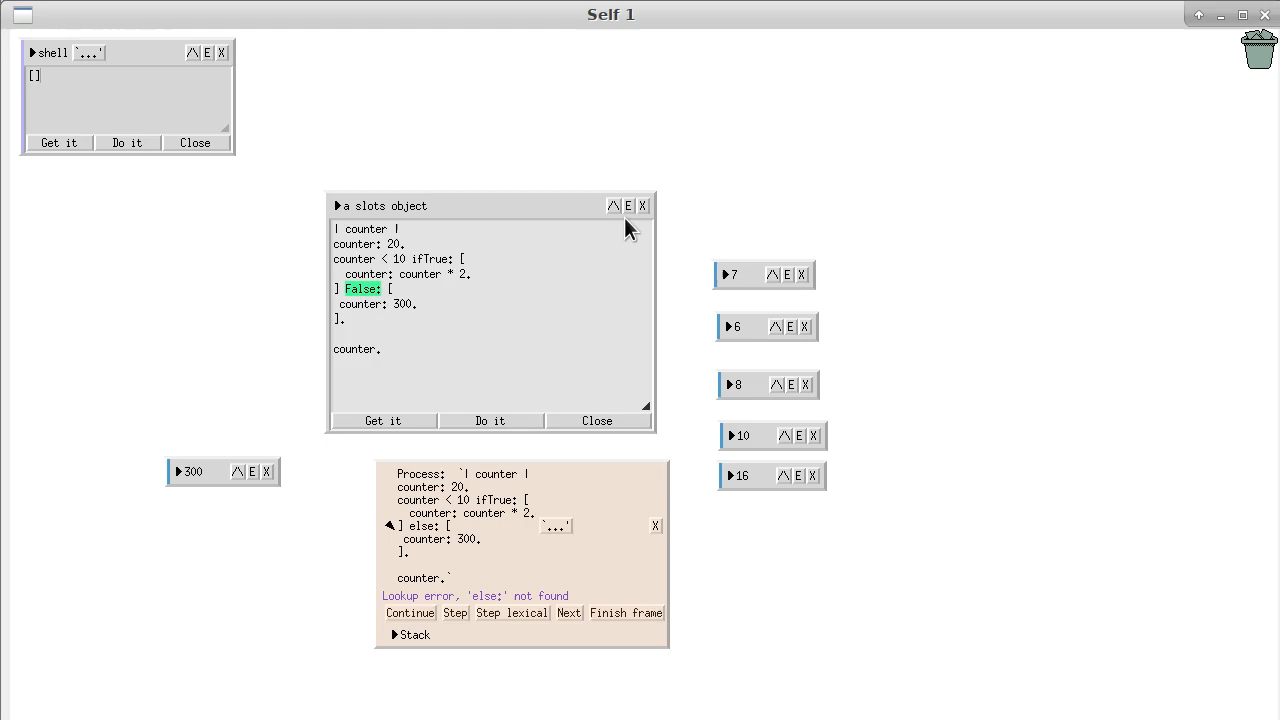 Self 1
▶shell `...' /\ E X
[]
Get it Do it Close
▶a slots object /\ E X
| counter |
counter: 20.
counter < 10 ifTrue: [
  counter: counter * 2.
] False: [
 counter: 300.
].
counter.
Get it Do it Close
▶7 /\ E X
▶6 /\ E X
▶8 /\ E X
▶10 /\ E X
▶16 /\ E X
▶300 /\ E X
Process: `| counter |
counter: 20.
counter < 10 ifTrue: [
  counter: counter * 2.
] else: [ `...' X
 counter: 300.
].
counter.`
Lookup error, 'else:' not found
Continue Step Step lexical Next Finish frame
▶Stack